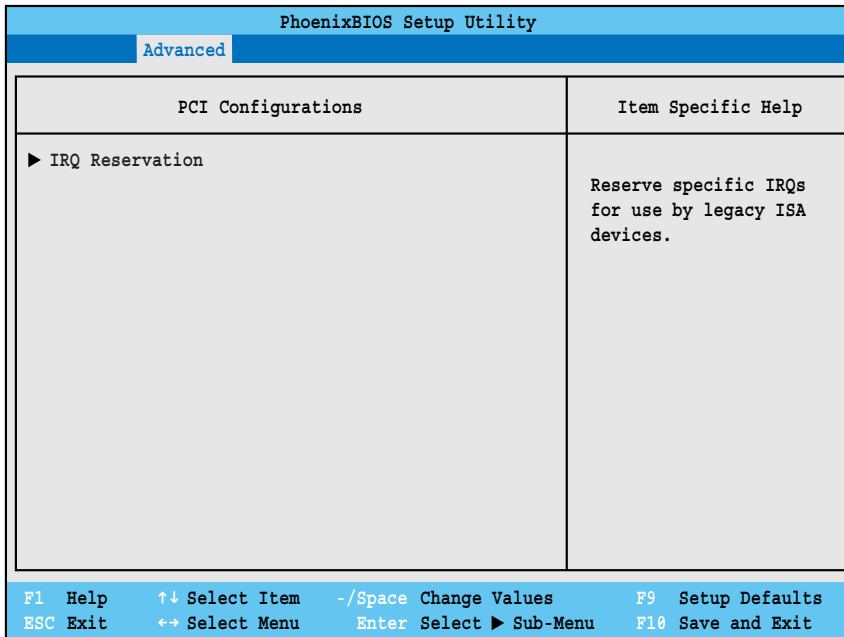 PhoenixBIOS Setup Utility
Advanced
PCI Configurations
Item Specific Help
▶ IRQ Reservation
Reserve specific IRQs
for use by legacy ISA
devices.
F1 Help ↑↓ Select Item -/Space Change Values F9 Setup Defaults
ESC Exit ←→ Select Menu Enter Select ▶ Sub-Menu F10 Save and Exit